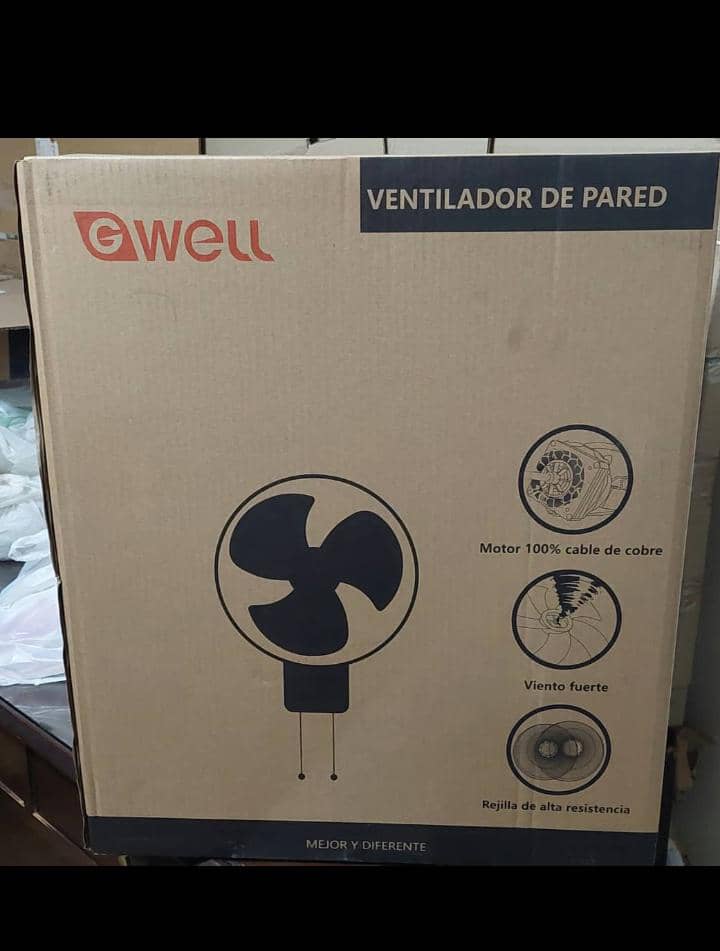 VENTILADOR DE PARED
Gwell
Motor 100% cable de cobre
Viento fuerte
Rejilla de alta resistencia
MEJOR Y DIFERENTE